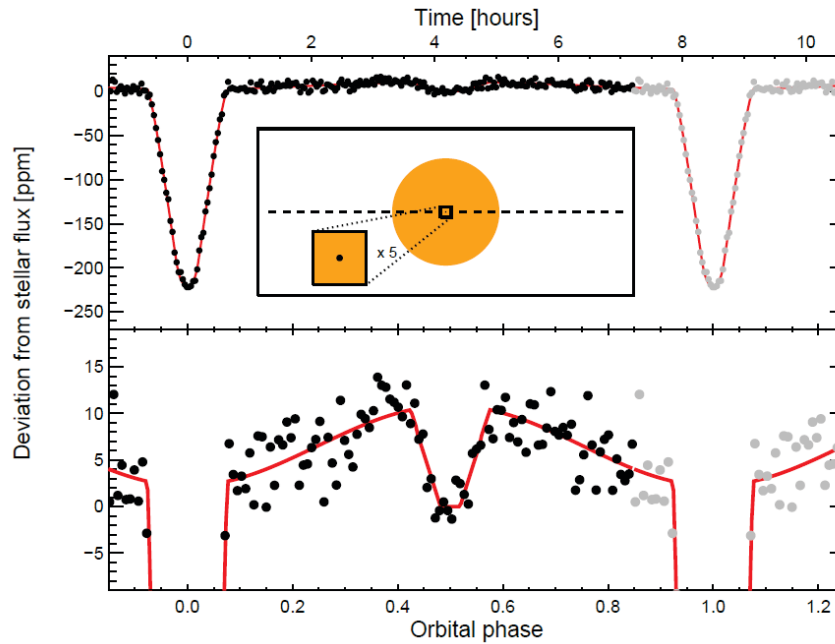 Time [hours]
0 2 4 6 8 10
Deviation from stellar flux [ppm]
0
−50
−100
−150
−200
−250
x 5
15
10
5
0
−5
0.0 0.2 0.4 0.6 0.8 1.0 1.2
Orbital phase